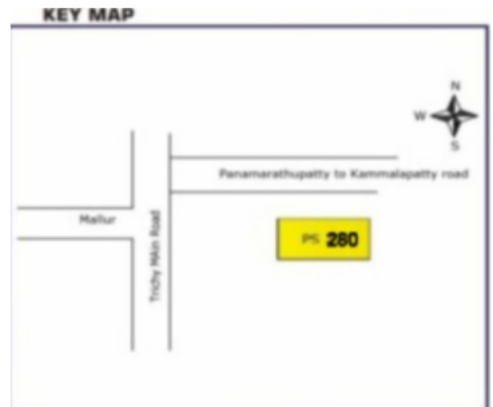 KEY MAP
N
W
S
Panamarathupatty to Kammalapatty road
Mallur
Trichy MAin Road
PS 280